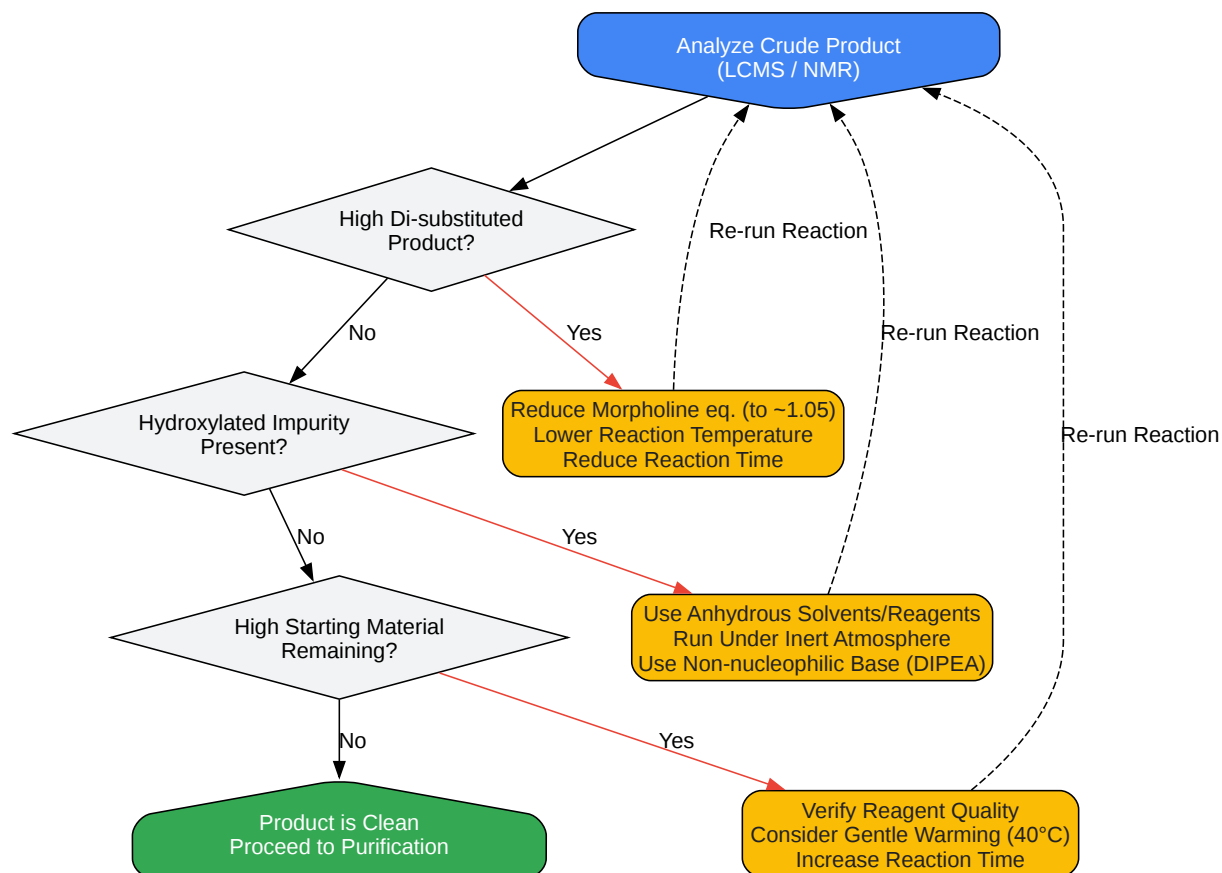 Analyze Crude Product
(LCMS / NMR)
High Di-substituted
Product?
Re-run Reaction
No
Yes
Re-run Reaction
Reduce Morpholine eq. (to ~1.05)
Lower Reaction Temperature
Reduce Reaction Time
Hydroxylated Impurity
Present?
Re-run Reaction
No
Yes
Use Anhydrous Solvents/Reagents
Run Under Inert Atmosphere
Use Non-nucleophilic Base (DIPEA)
High Starting Material
Remaining?
No
Yes
Product is Clean
Proceed to Purification
Verify Reagent Quality
Consider Gentle Warming (40°C)
Increase Reaction Time